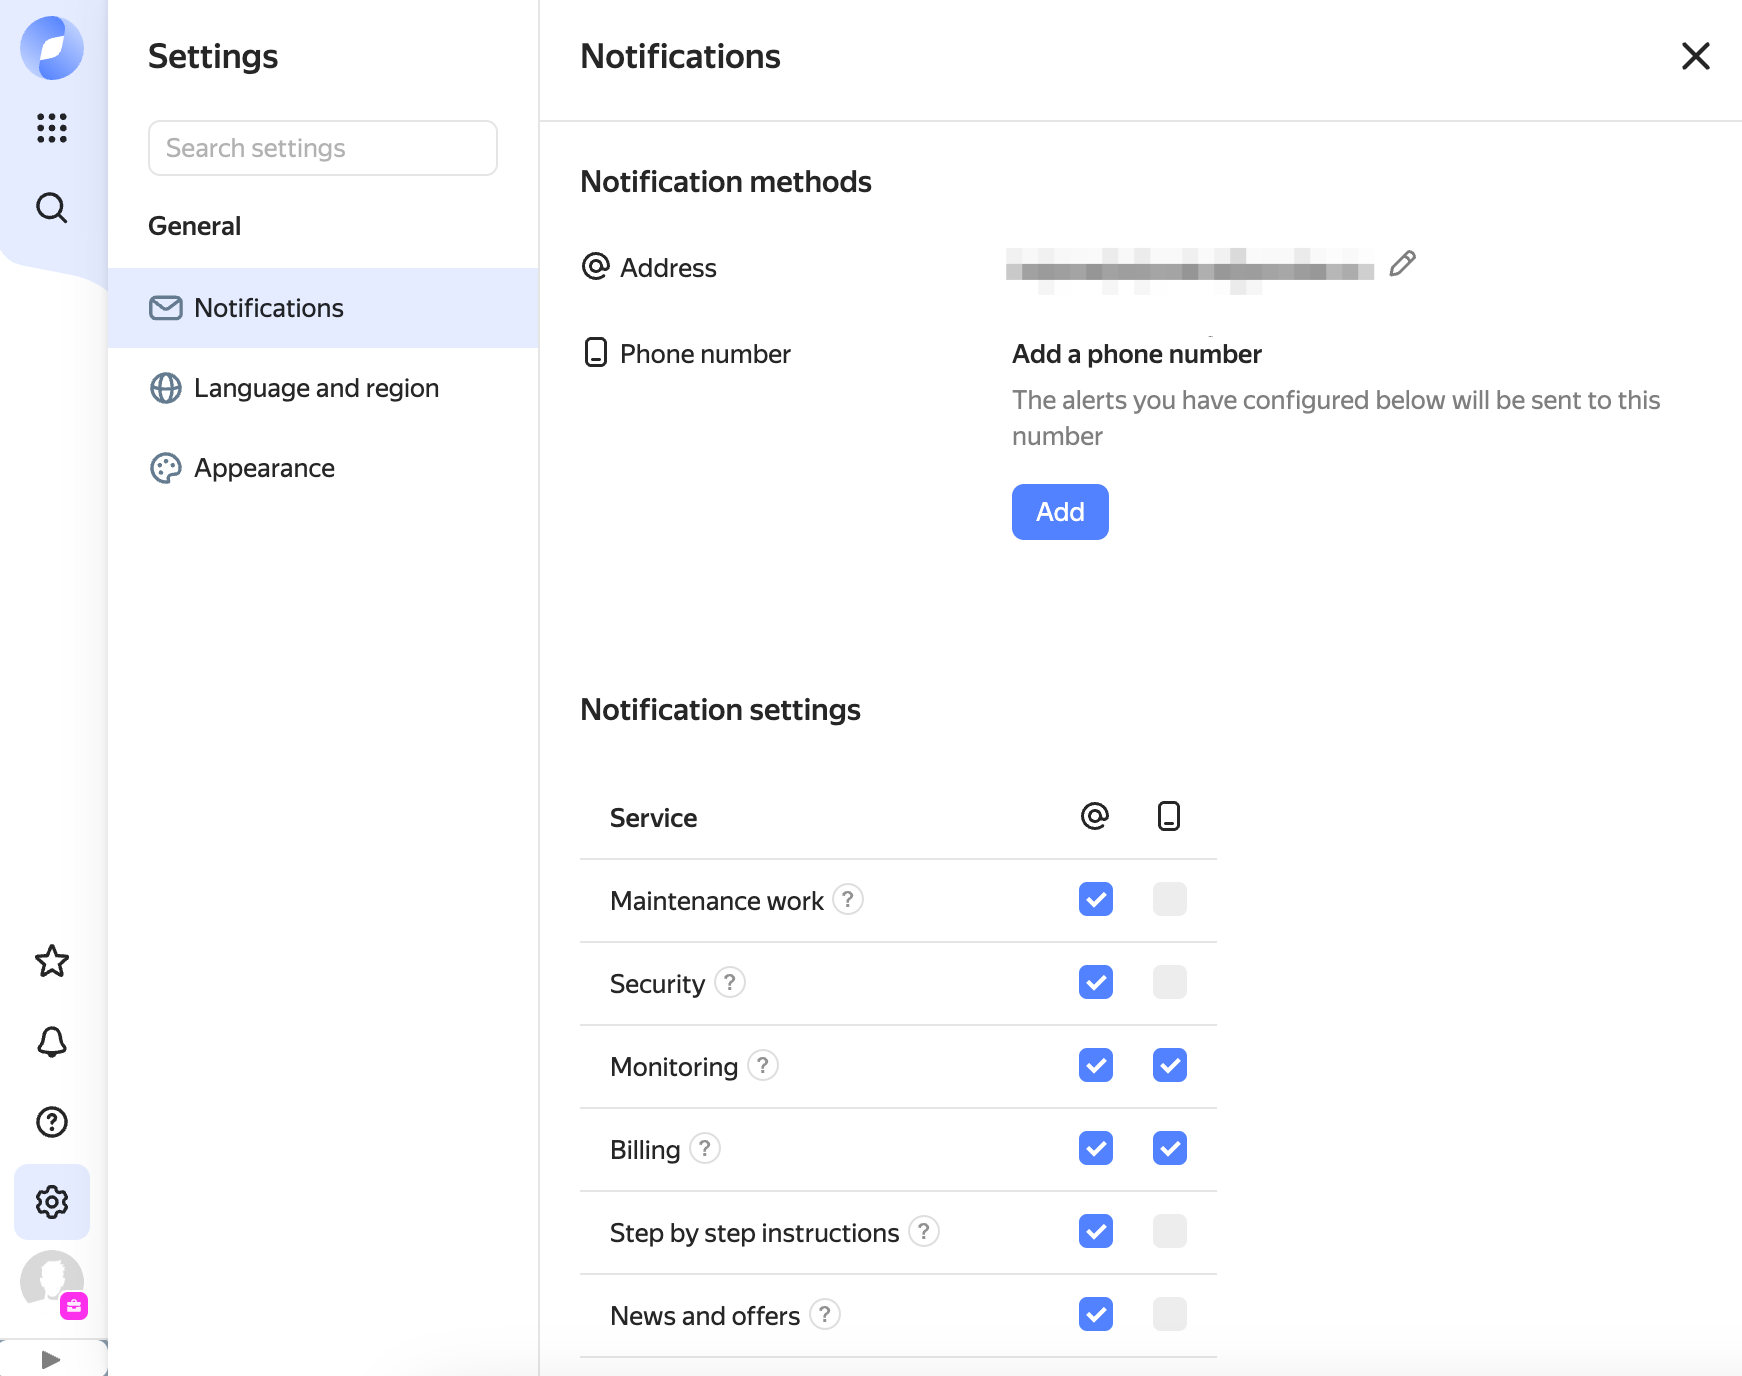 Settings
Search settings
General
Notifications
Language and region
Appearance
Notifications
Notification methods
Address
Phone number
Add a phone number
The alerts you have configured below will be sent to this
number
Add
Notification settings
Service
Maintenance work ?
Security ?
Monitoring ?
Billing ?
Step by step instructions ?
News and offers ?